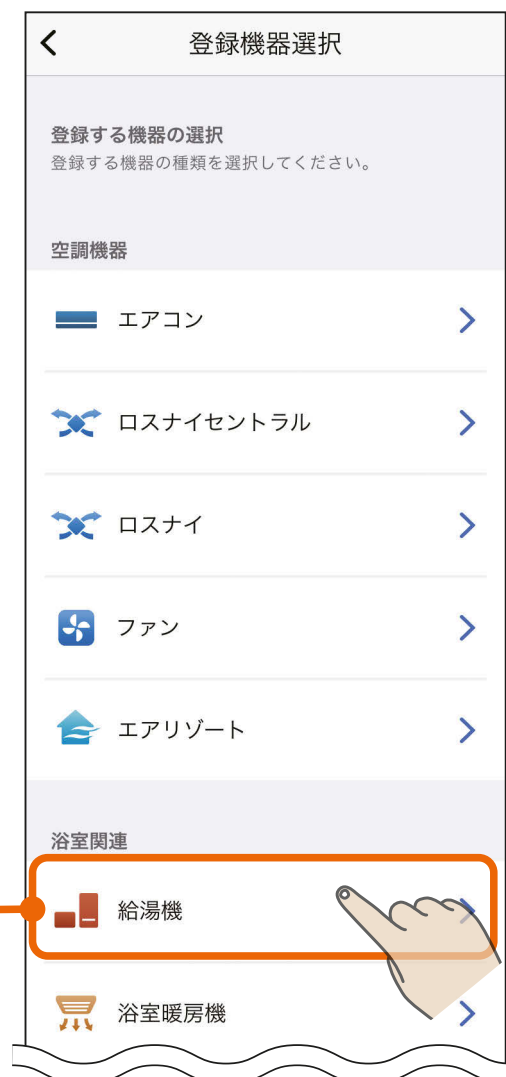 登録機器選択
登録する機器の選択
登録する機器の種類を選択してください。
空調機器
エアコン
ロスナイセントラル
ロスナイ
ファン
エアリゾート
浴室関連
給湯機
浴室暖房機